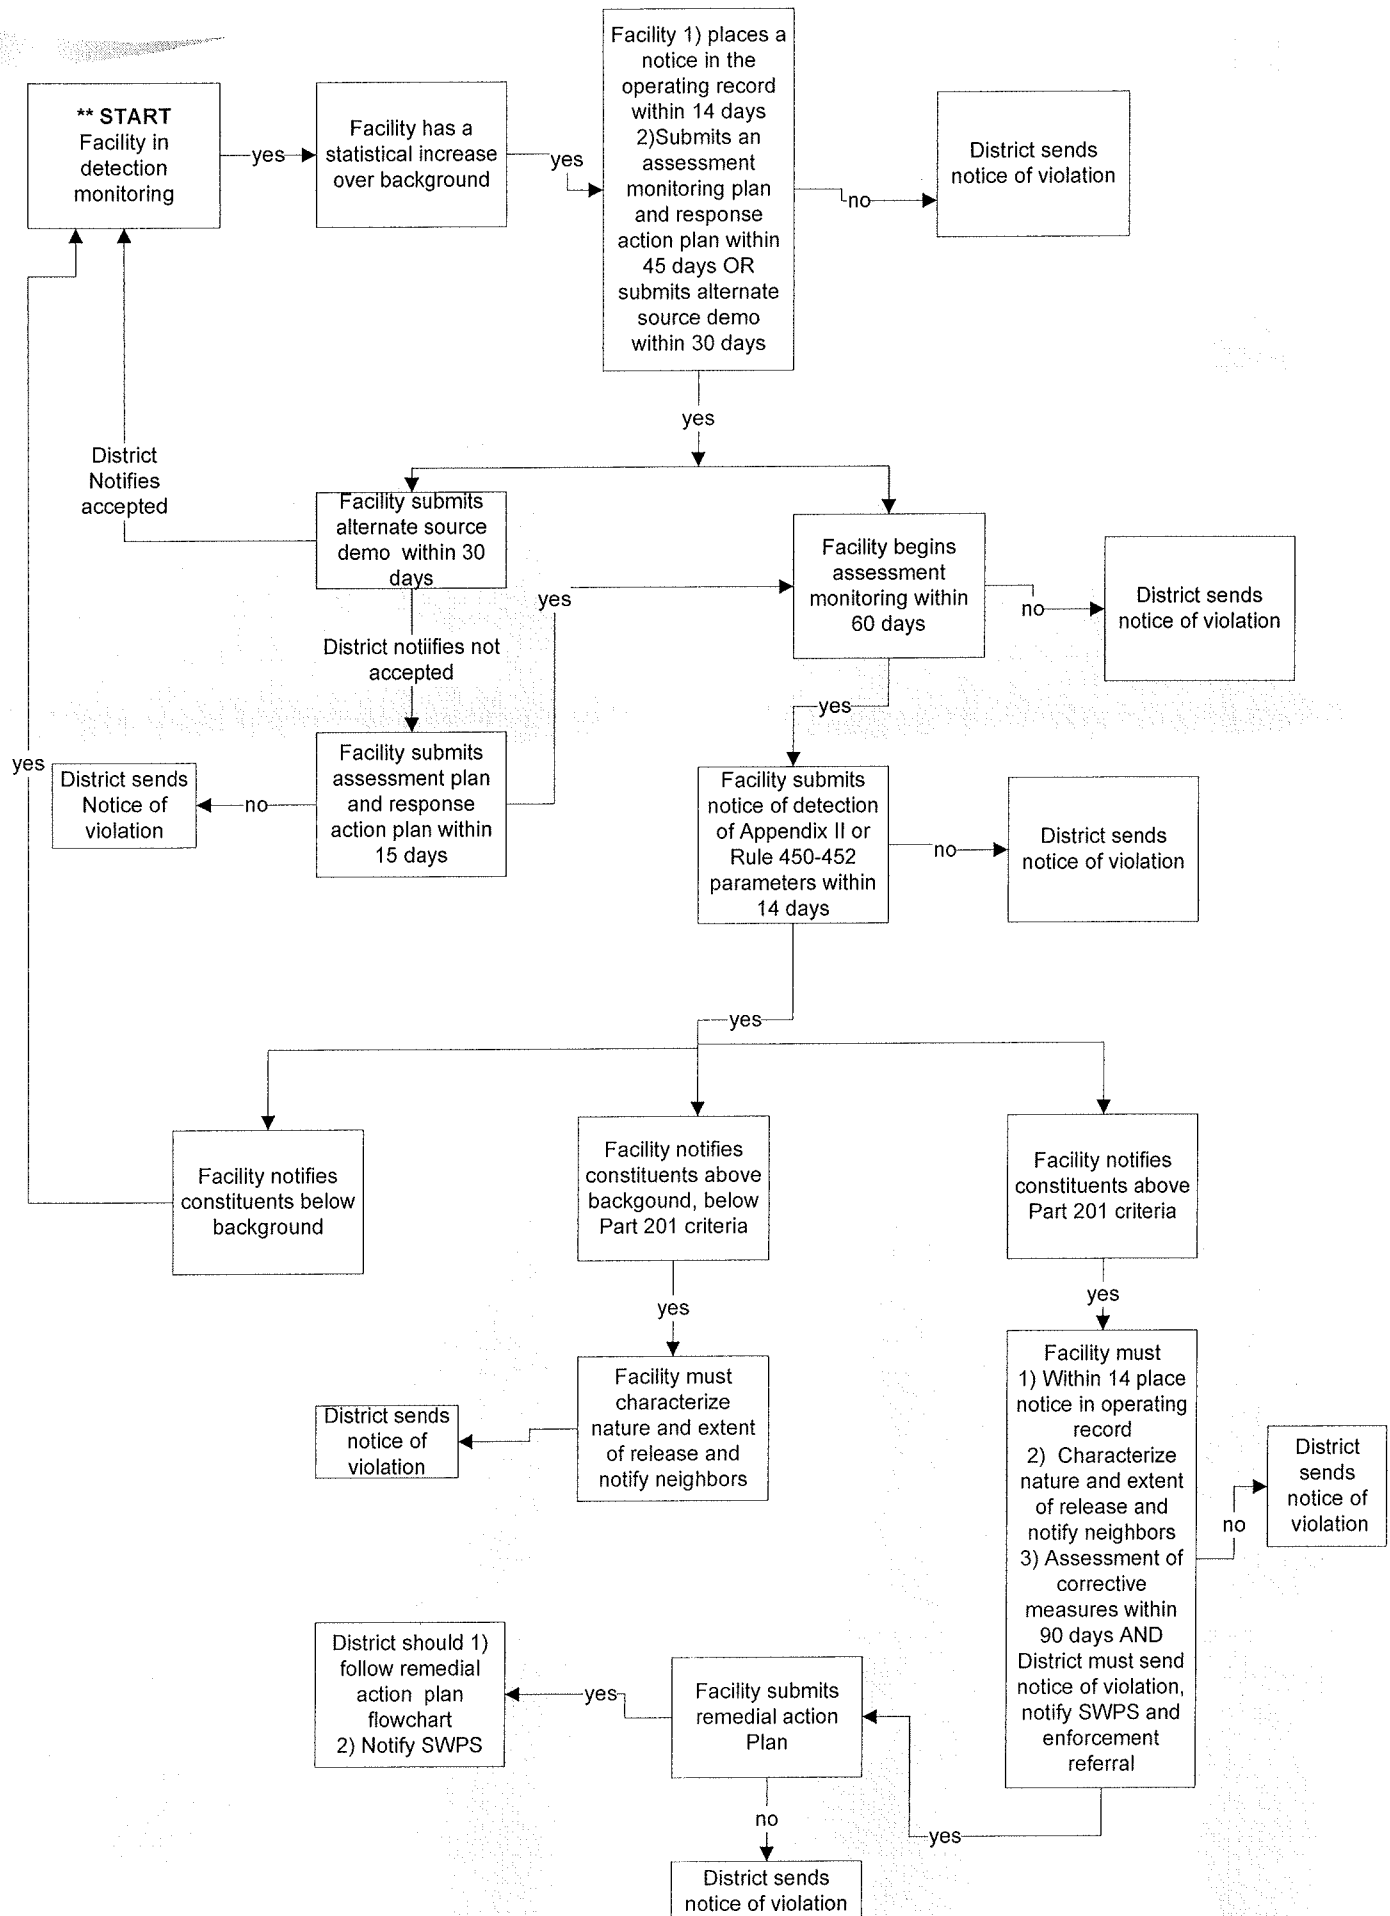 ** START
Facility in
detection
monitoring
yes
Facility has a
statistical increase
over background
yes
Facility 1) places a
notice in the
operating record
within 14 days
2)Submits an
assessment
monitoring plan
and response
action plan within
45 days OR
submits alternate
source demo
within 30 days
no
District sends
notice of violation
yes
District
Notifies
accepted
Facility submits
alternate source
demo within 30
days
Facility begins
assessment
monitoring within
60 days
no
District sends
notice of violation
yes
District notiifies not
accepted
yes
yes
District sends
Notice of
violation
no
Facility submits
assessment plan
and response
action plan within
15 days
Facility submits
notice of detection
of Appendix II or
Rule 450-452
parameters within
14 days
no
District sends
notice of violation
yes
Facility notifies
constituents below
background
Facility notifies
constituents above
backgound, below
Part 201 criteria
Facility notifies
constituents above
Part 201 criteria
yes
yes
District sends
notice of
violation
Facility must
characterize
nature and extent
of release and
notify neighbors
Facility must
1) Within 14 place
notice in operating
record
2) Characterize
nature and extent
of release and
notify neighbors
3) Assessment of
corrective
measures within
90 days AND
District must send
notice of violation,
notify SWPS and
enforcement
referral
no
District
sends
notice of
violation
District should 1)
follow remedial
action plan
flowchart
2) Notify SWPS
yes
Facility submits
remedial action
Plan
yes
no
District sends
notice of violation